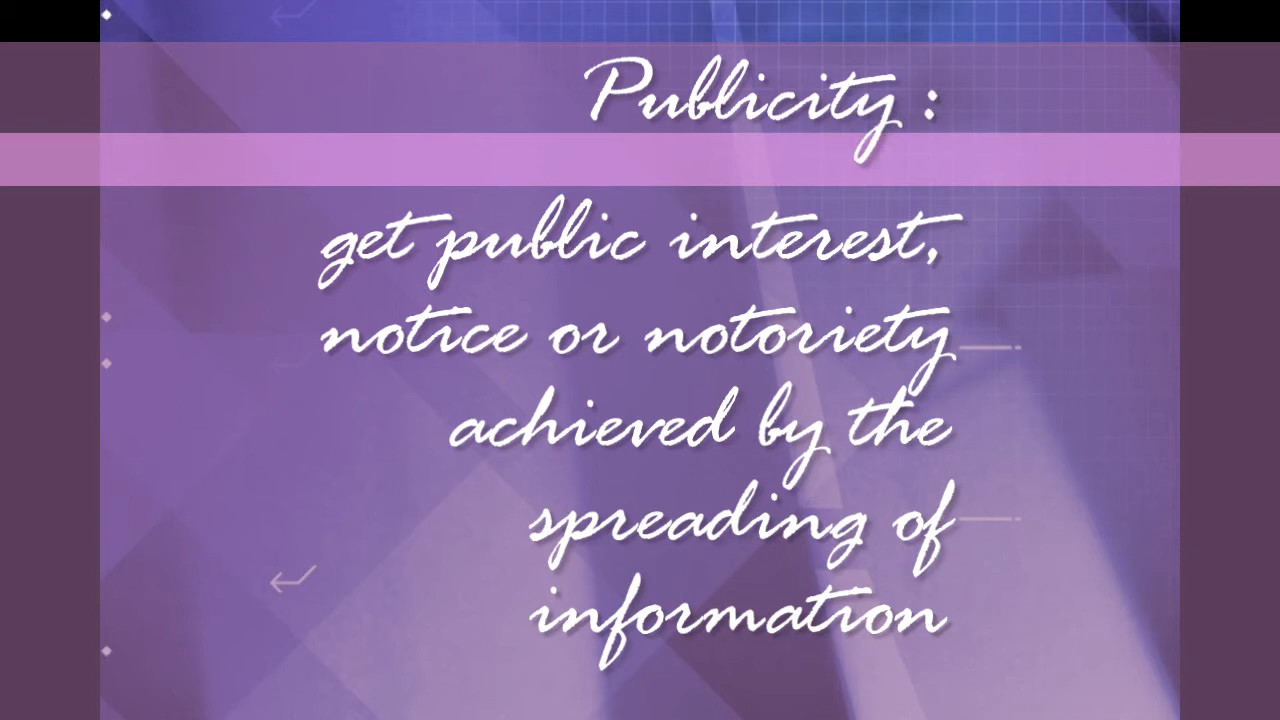 Publicity :
get public interest,
notice or notoriety
achieved by the
spreading of
information